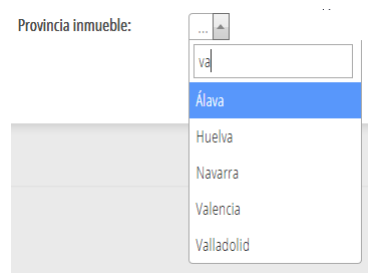 Provincia inmueble:
...
va
Álava
Huelva
Navarra
Valencia
Valladolid